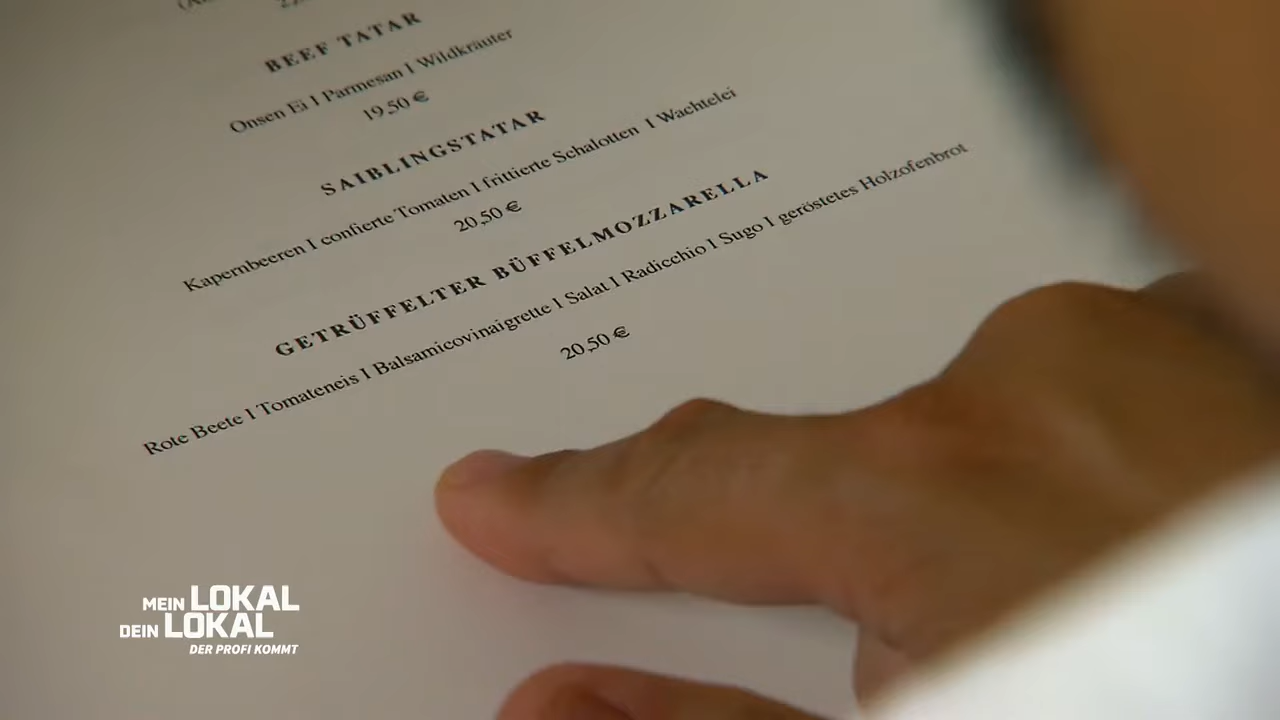 BEEF TATAR
Onsen Ei I Parmesan I Wildkräuter
19,50 €
SAIBLINGSTATAR
Kapernbeeren I confierte Tomaten I frittierte Schalotten I Wachtelei
20,50 €
GETRÜFFELTER BÜFFELMOZZARELLA
Rote Beete I Tomateneis I Balsamicovinaigrette I Salat I Radicchio I Sugo I geröstetes Holzofenbrot
20,50 €
MEIN LOKAL
DEIN LOKAL
DER PROFI KOMMT